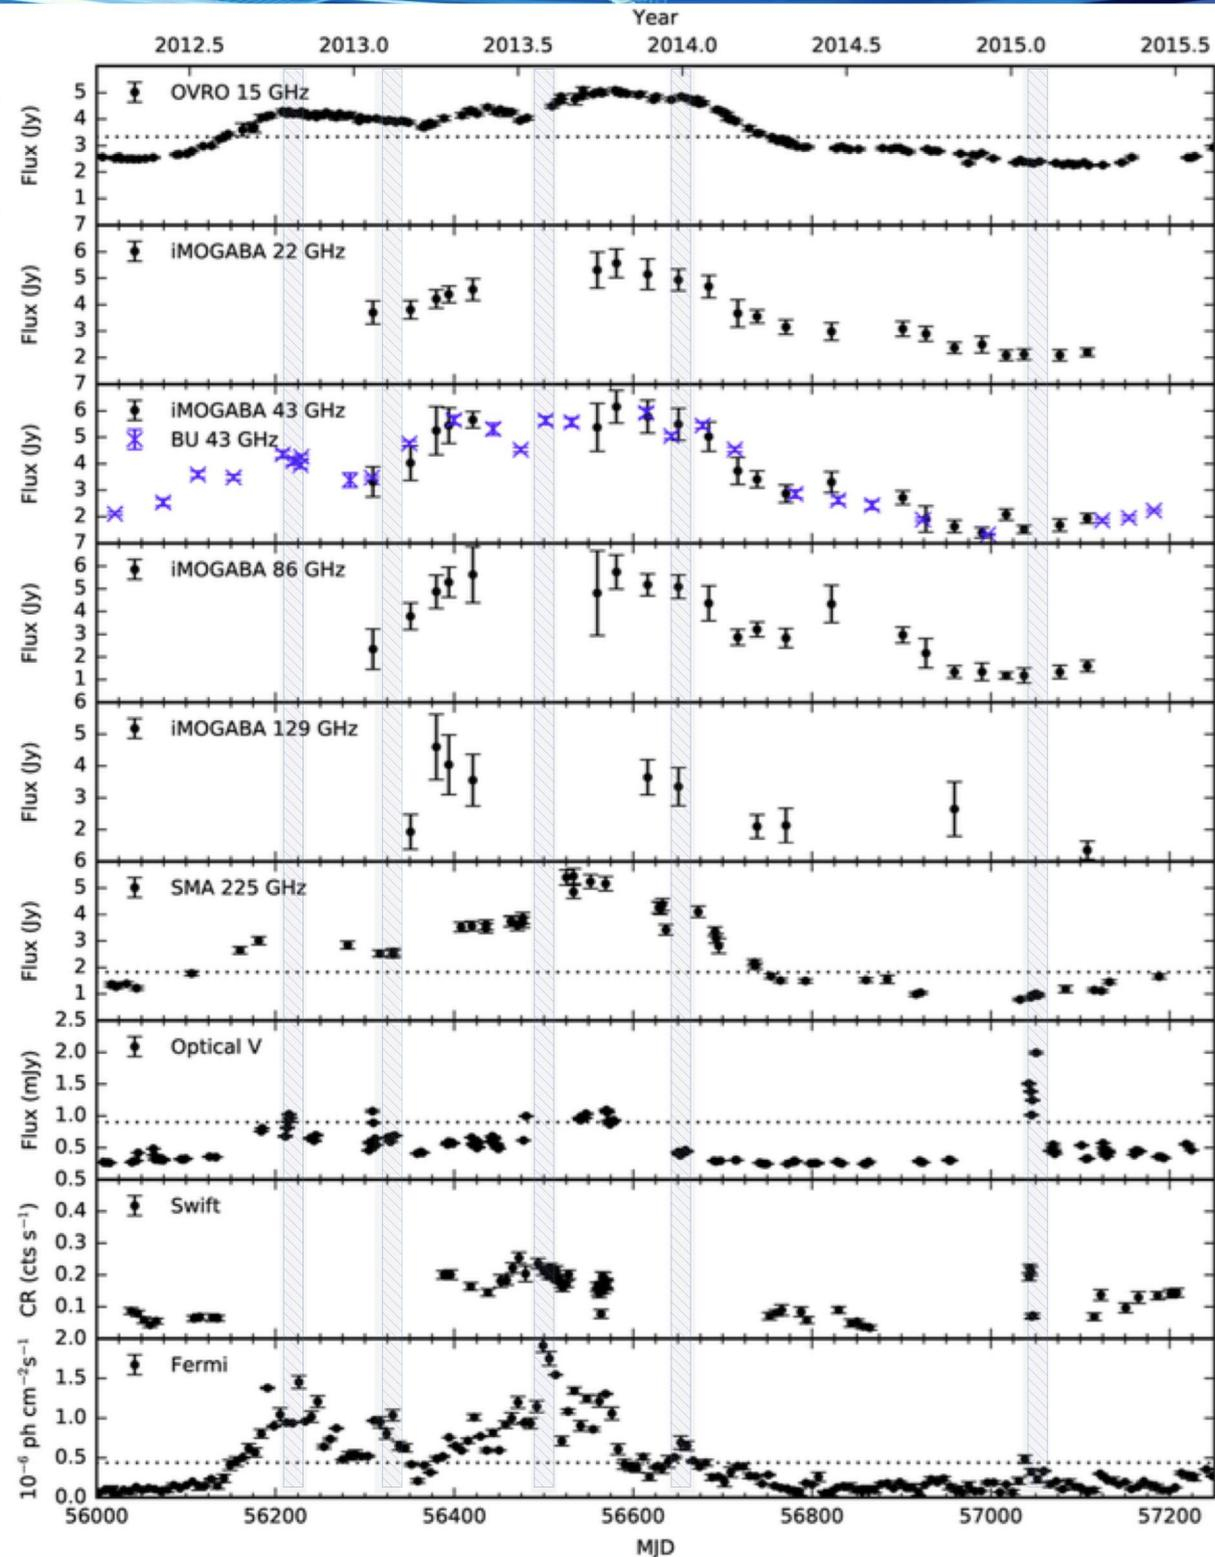 Year
2012.5 2013.0 2013.5 2014.0 2014.5 2015.0 2015.5
OVRO 15 GHz
Flux (Jy)
5
4
3
2
1
7
iMOGABA 22 GHz
Flux (Jy)
6
5
4
3
2
7
iMOGABA 43 GHz
BU 43 GHz
Flux (Jy)
6
5
4
3
2
7
iMOGABA 86 GHz
Flux (Jy)
6
5
4
3
2
1
6
iMOGABA 129 GHz
Flux (Jy)
5
4
3
2
6
SMA 225 GHz
Flux (Jy)
5
4
3
2
1
2.5
Optical V
Flux (mJy)
2.0
1.5
1.0
0.5
0.5
Swift
CR (cts s⁻¹)
0.4
0.3
0.2
0.1
2.0
Fermi
10⁻⁶ ph cm⁻²s⁻¹
1.5
1.0
0.5
0.0
56000 56200 56400 56600 56800 57000 57200
MJD